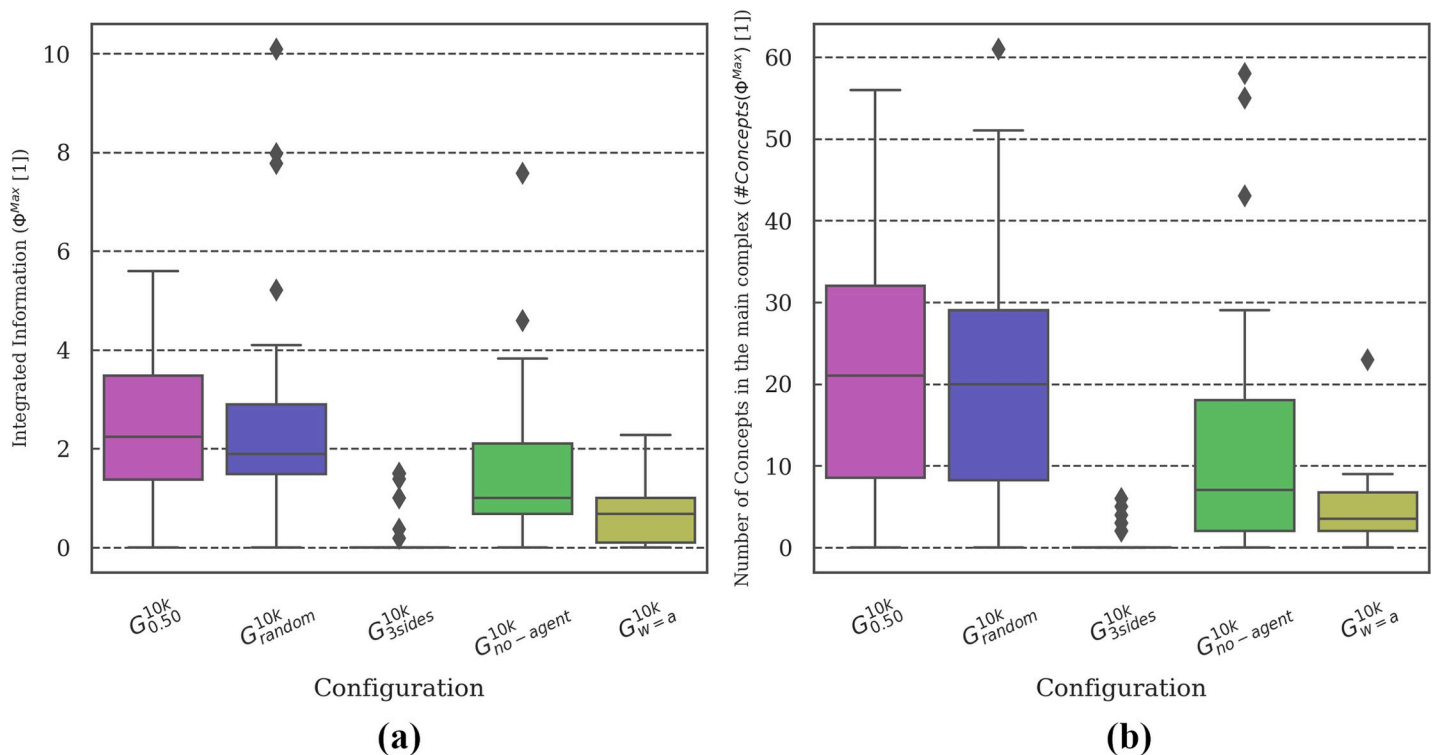 Integrated Information (Φ^Max [1])
10
8
6
4
2
0
G^10k_0.50
G^10k_random
G^10k_3sides
G^10k_no−agent
G^10k_w=a
Configuration
(a)
Number of Concepts in the main complex (#Concepts(Φ^Max) [1])
60
50
40
30
20
10
0
G^10k_0.50
G^10k_random
G^10k_3sides
G^10k_no−agent
G^10k_w=a
Configuration
(b)